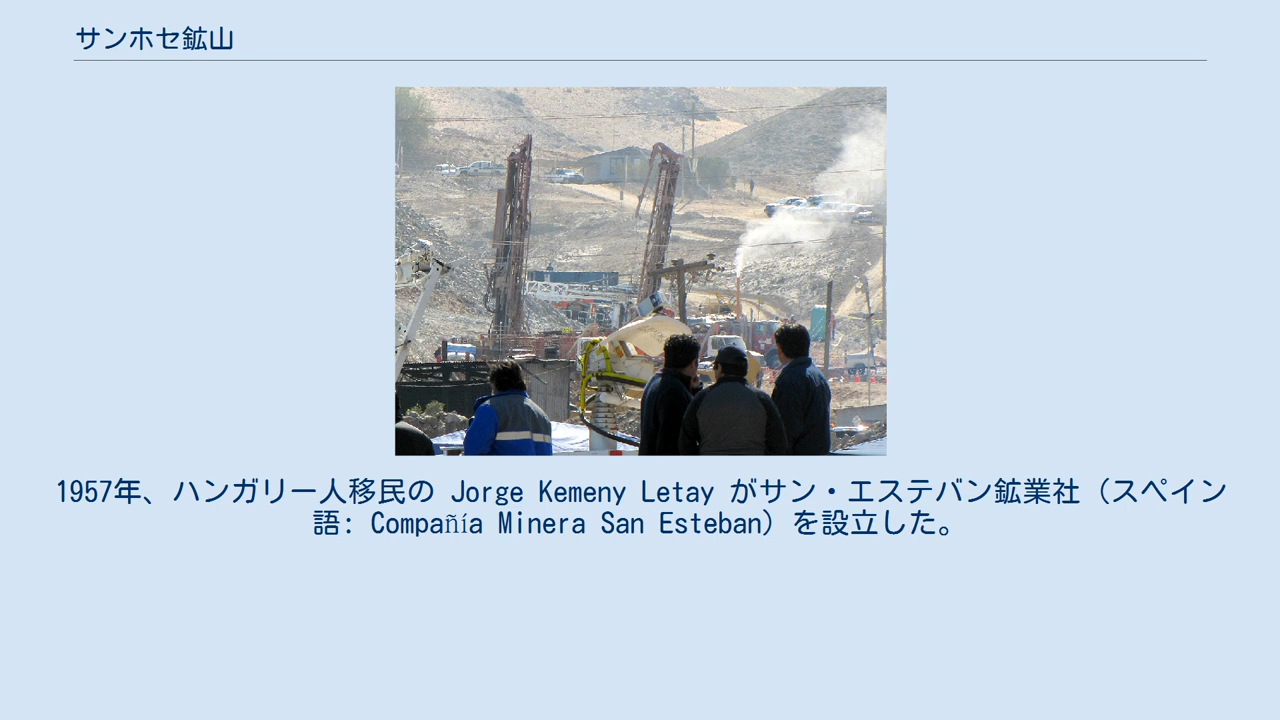 サンホセ鉱山
1957年、ハンガリー人移民の Jorge Kemeny Letay がサン・エステバン鉱業社（スペイン
語: Compañía Minera San Esteban）を設立した。